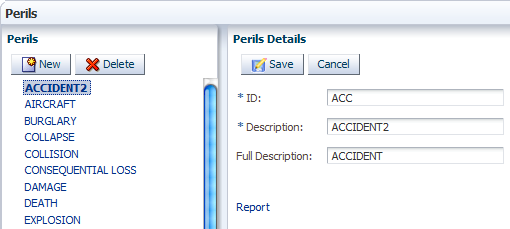 Perils
Perils
New Delete
ACCIDENT2
AIRCRAFT
BURGLARY
COLLAPSE
COLLISION
CONSEQUENTIAL LOSS
DAMAGE
DEATH
EXPLOSION
Perils Details
Save Cancel
* ID: ACC
* Description: ACCIDENT2
Full Description: ACCIDENT
Report